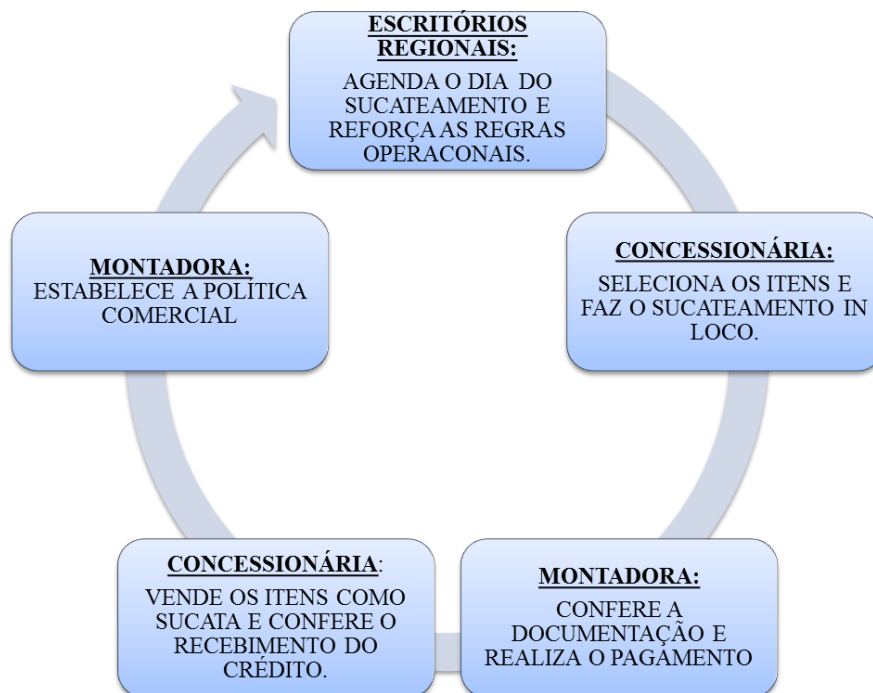 ESCRITÓRIOS
REGIONAIS:
AGENDA O DIA DO
SUCATEAMENTO E
REFORÇA AS REGRAS
OPERACONAIS.
CONCESSIONÁRIA:
SELECIONA OS ITENS E
FAZ O SUCATEAMENTO IN
LOCO.
MONTADORA:
CONFERE A
DOCUMENTAÇÃO E
REALIZA O PAGAMENTO
CONCESSIONÁRIA:
VENDE OS ITENS COMO
SUCATA E CONFERE O
RECEBIMENTO DO
CRÉDITO.
MONTADORA:
ESTABELECE A POLÍTICA
COMERCIAL